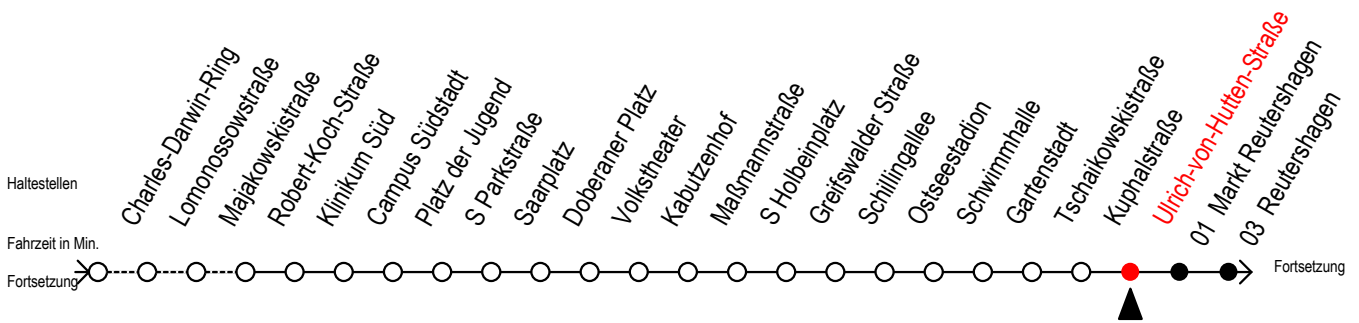 Haltestellen
Charles-Darwin-Ring
Lomonossowstraße
Majakowskistraße
Robert-Koch-Straße
Klinikum Süd
Campus Südstadt
Platz der Jugend
S Parkstraße
Saarplatz
Doberaner Platz
Volkstheater
Kabutzenhof
Maßmannstraße
S Holbeinplatz
Greifswalder Straße
Schillingallee
Ostseestadion
Schwimmhalle
Gartenstadt
Tschaikowskistraße
Kuphalstraße
Ulrich-von-Hutten-Straße
01 Markt Reutershagen
03 Reutershagen
Fahrzeit in Min.
Fortsetzung
Fortsetzung